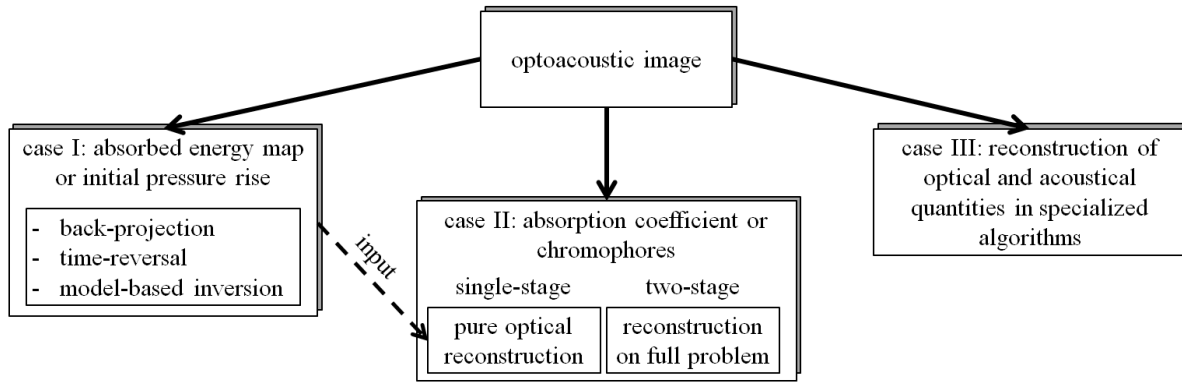 optoacoustic image
case I: absorbed energy map
or initial pressure rise
- back-projection
- time-reversal
- model-based inversion
input
case II: absorption coefficient or
chromophores
single-stage two-stage
pure optical
reconstruction
reconstruction
on full problem
case III: reconstruction of
optical and acoustical
quantities in specialized
algorithms